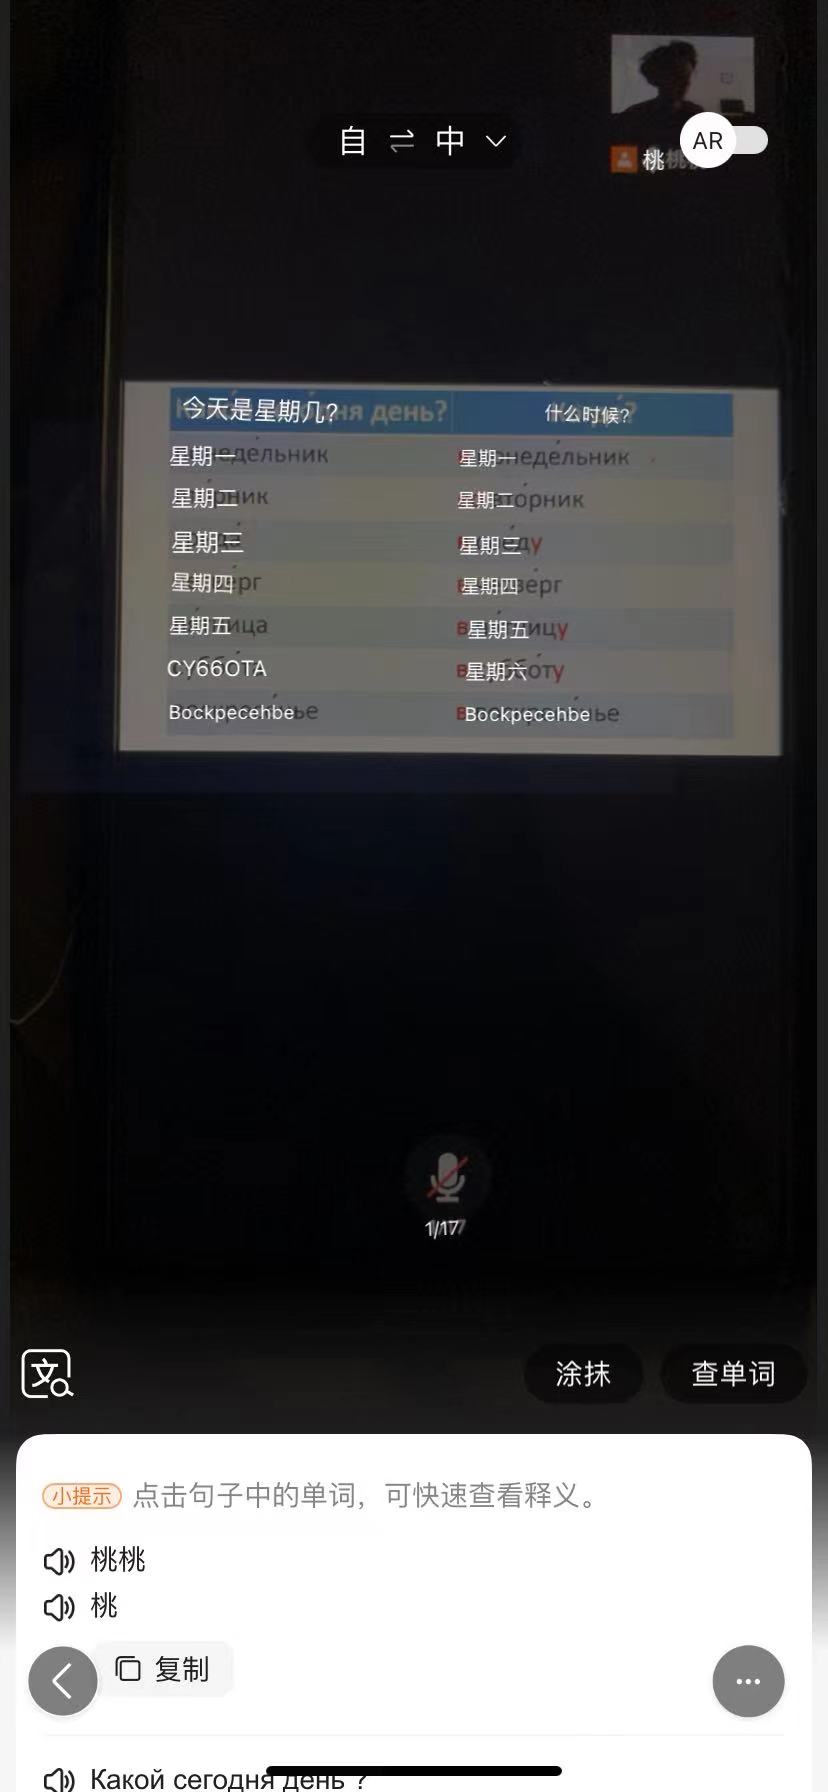 自 ⇌ 中
AR
桃
今天是星期几? 什么时候?
星期一 星期一
星期二 星期二
星期三 星期三
星期四 星期四
星期五 星期五
CY66OTA 星期六
Bockpecehbe Bockpecehbe
1/17
涂抹 查单词
小提示 点击句子中的单词，可快速查看释义。
桃桃
桃
复制
Какой сегодня день ?